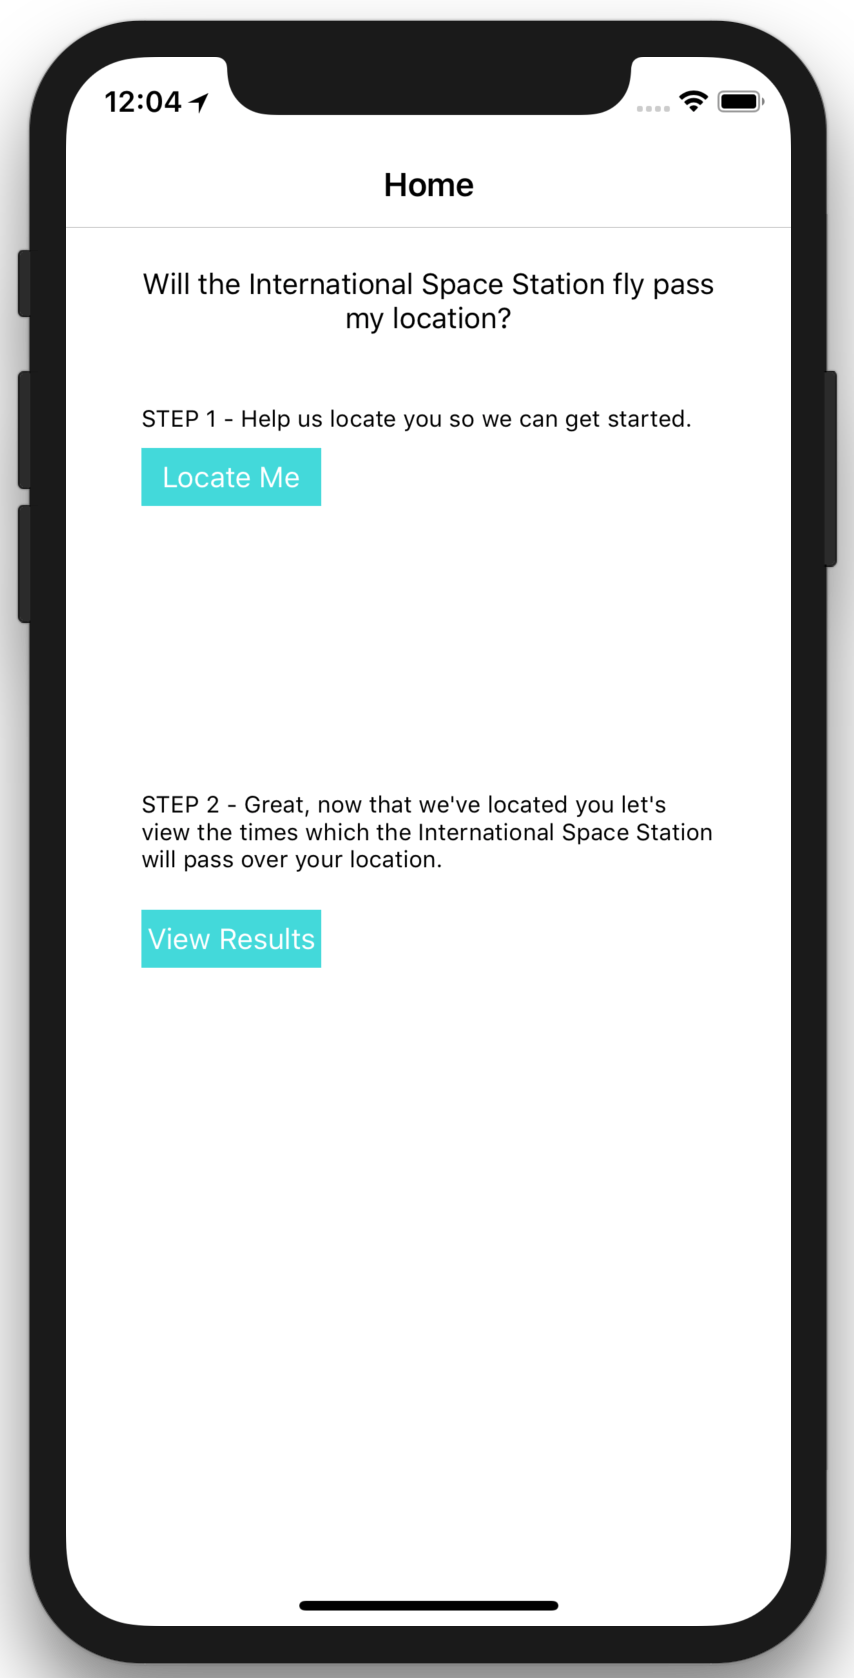 12:04
Home
Will the International Space Station fly pass
my location?
STEP 1 - Help us locate you so we can get started.
Locate Me
STEP 2 - Great, now that we've located you let's
view the times which the International Space Station
will pass over your location.
View Results